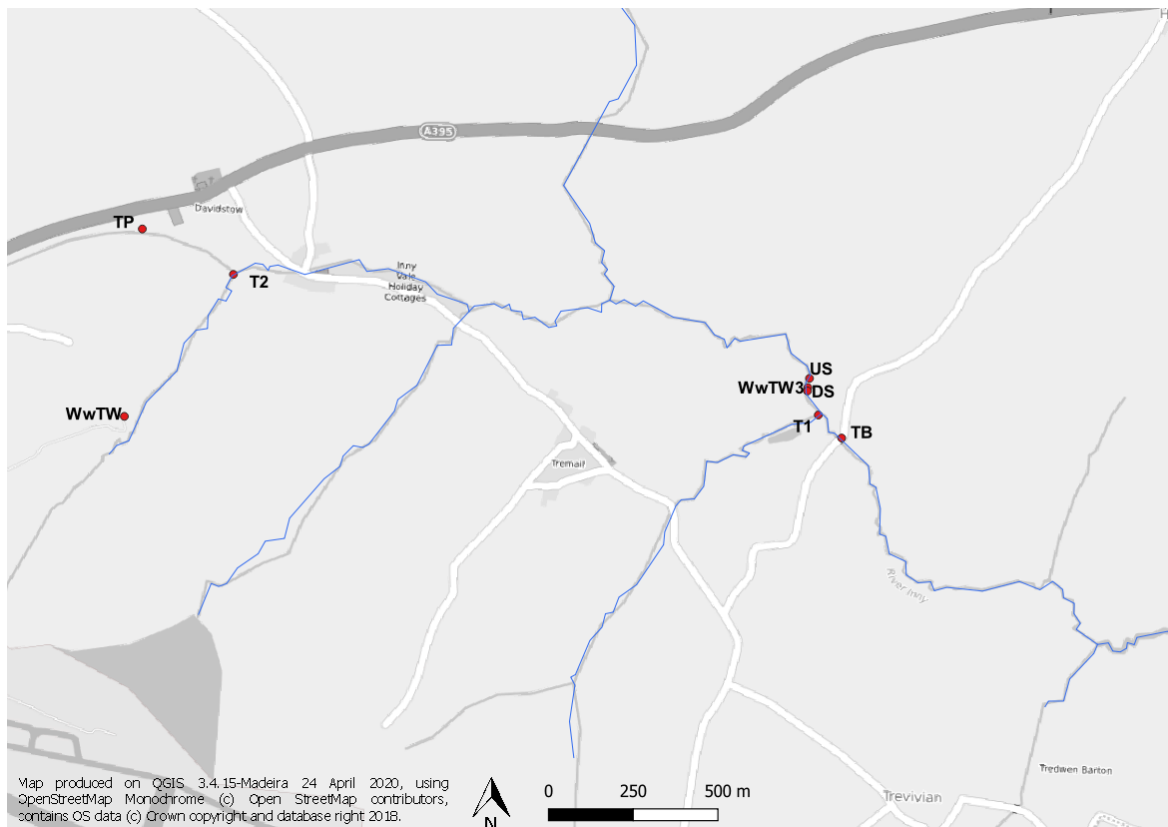 H
A395
Davidstow
TP
T2
Inny
Vale
Holiday
Cottages
US
WwTW3
DS
WwTW
T1
TB
Tremail
River Inny
Tredwen Barton
Trevivian
Map produced on QGIS 3.4.15-Madeira 24 April 2020, using
OpenStreetMap Monochrome (c) Open StreetMap contributors,
contains OS data (c) Crown copyright and database right 2018.
N
0 250 500 m